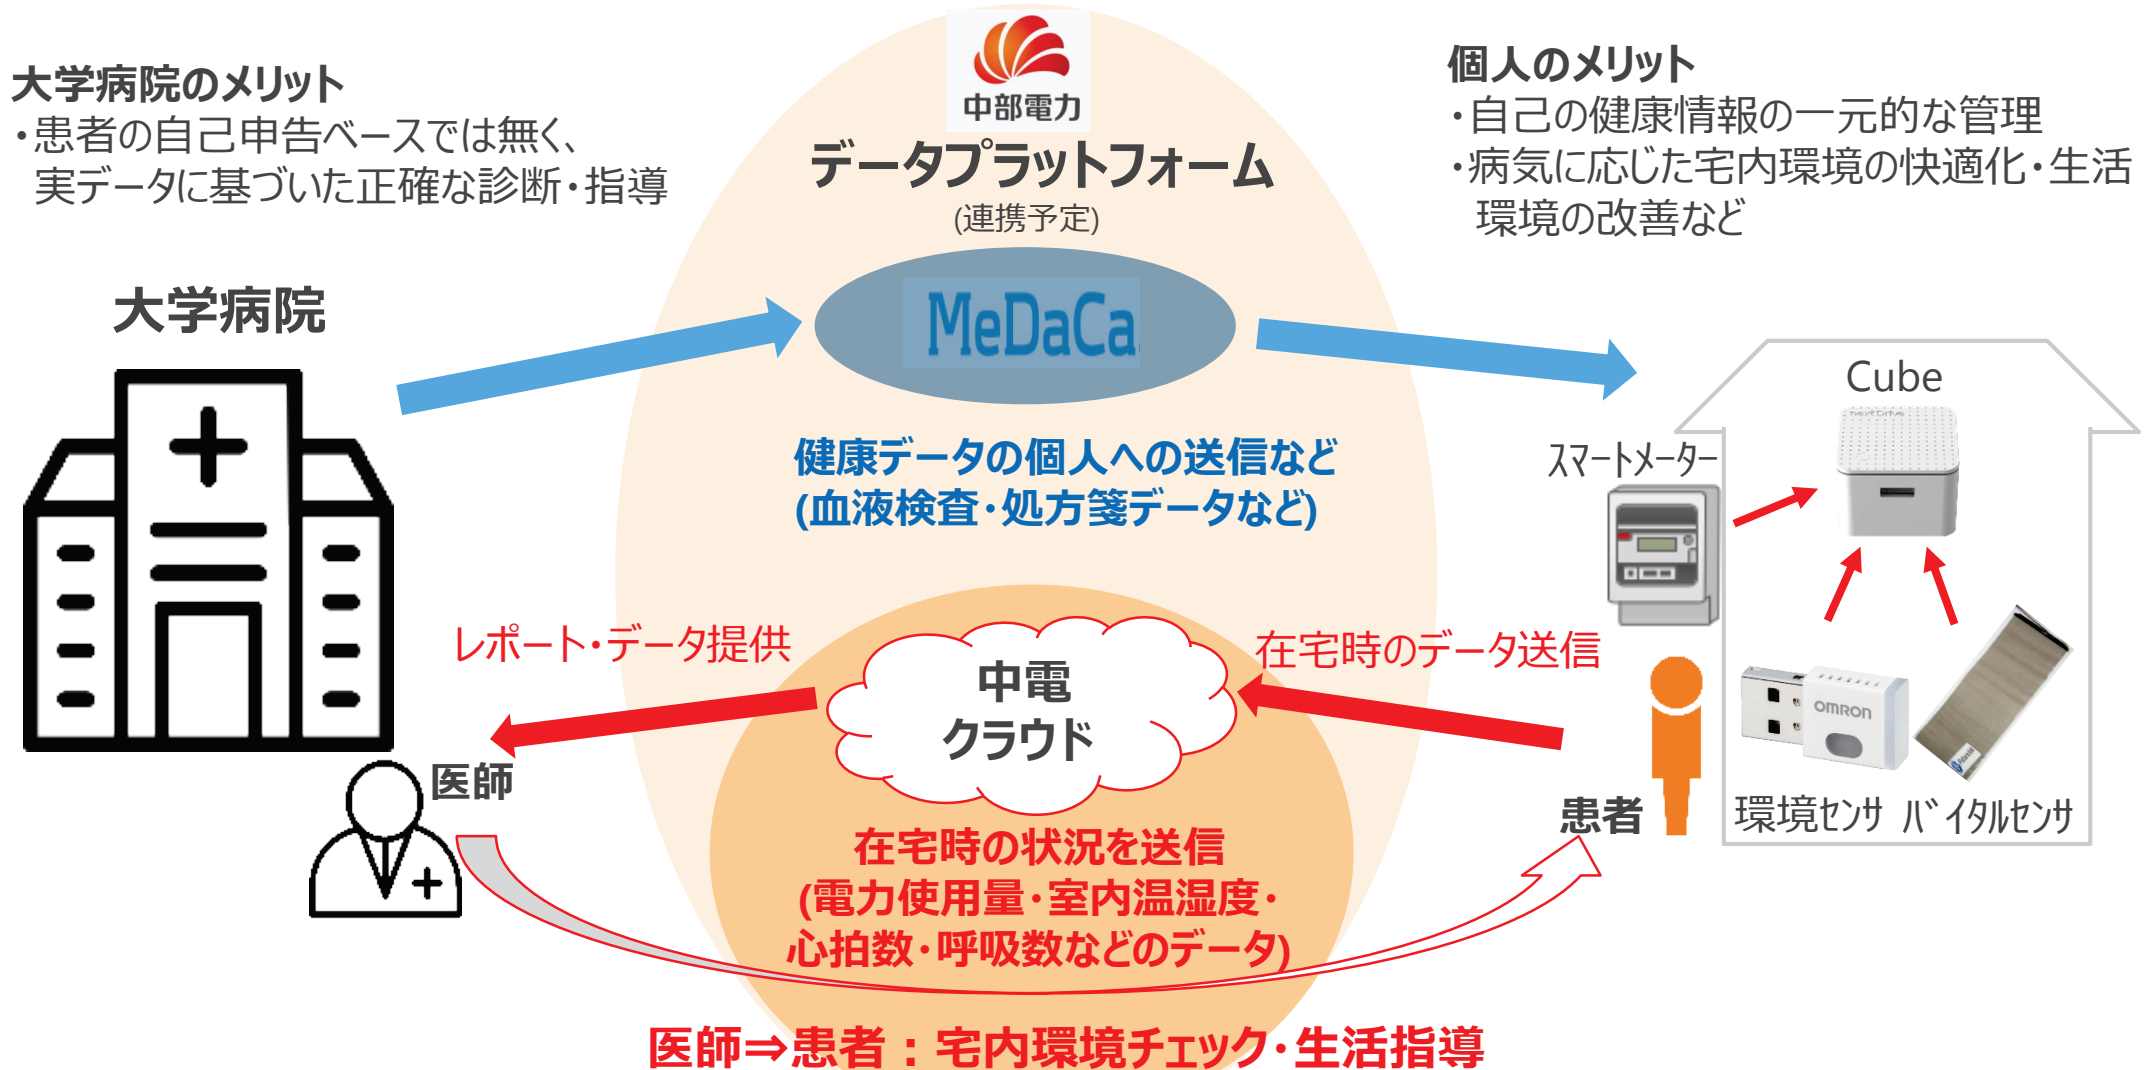 大学病院のメリット
・患者の自己申告ベースでは無く、
実データに基づいた正確な診断・指導
中部電力
データプラットフォーム
(連携予定)
個人のメリット
・自己の健康情報の一元的な管理
・病気に応じた宅内環境の快適化・生活
環境の改善など
大学病院
MeDaCa
健康データの個人への送信など
(血液検査・処方箋データなど)
Cube
nextDrive
スマートメーター
レポート・データ提供
中電
クラウド
在宅時のデータ送信
OMRON
医師
患者
環境センサ
バイタルセンサ
在宅時の状況を送信
(電力使用量・室内温湿度・
心拍数・呼吸数などのデータ)
医師⇒患者：宅内環境チェック・生活指導